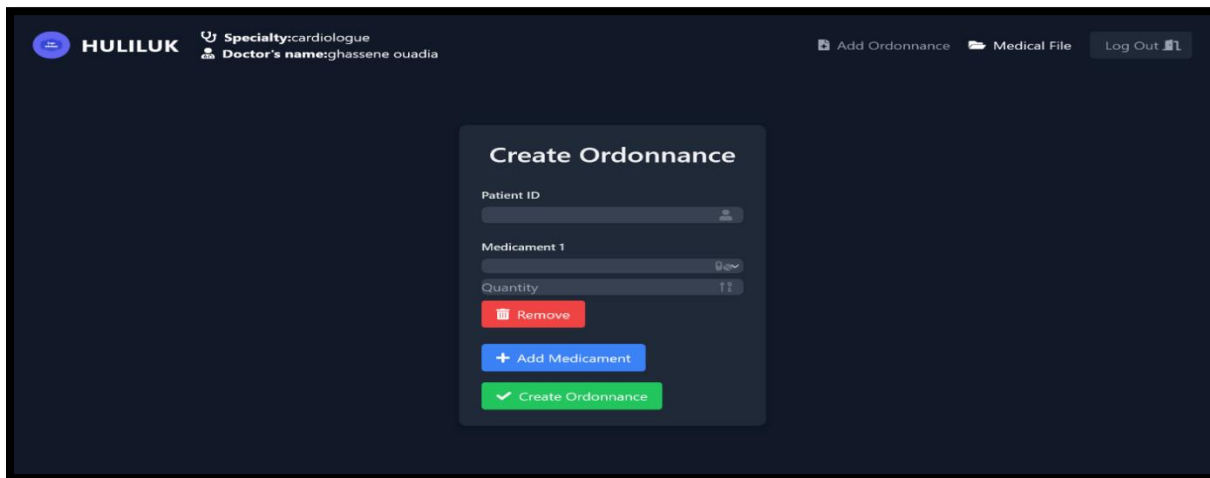 HULILUK
Specialty:cardiologue
Doctor's name:ghassene ouadia
Add Ordonnance
Medical File
Log Out
Create Ordonnance
Patient ID
Medicament 1
Quantity
Remove
Add Medicament
Create Ordonnance